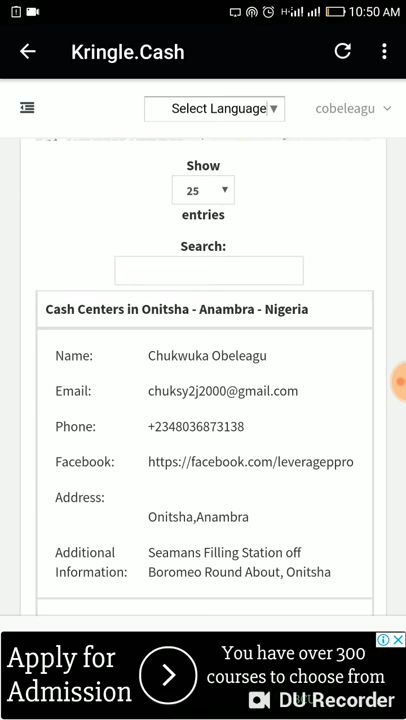 10:50 AM
Kringle.Cash
Select Language
cobeleagu
Show
25
entries
Search:
Cash Centers in Onitsha - Anambra - Nigeria
Name: Chukwuka Obeleagu
Email: chuksy2j2000@gmail.com
Phone: +2348036873138
Facebook: https://facebook.com/leverageppro
Address:
Onitsha,Anambra
Additional Information: Seamans Filling Station off
Boromeo Round About, Onitsha
Apply for
Admission
You have over 300
courses to choose from
DU Recorder